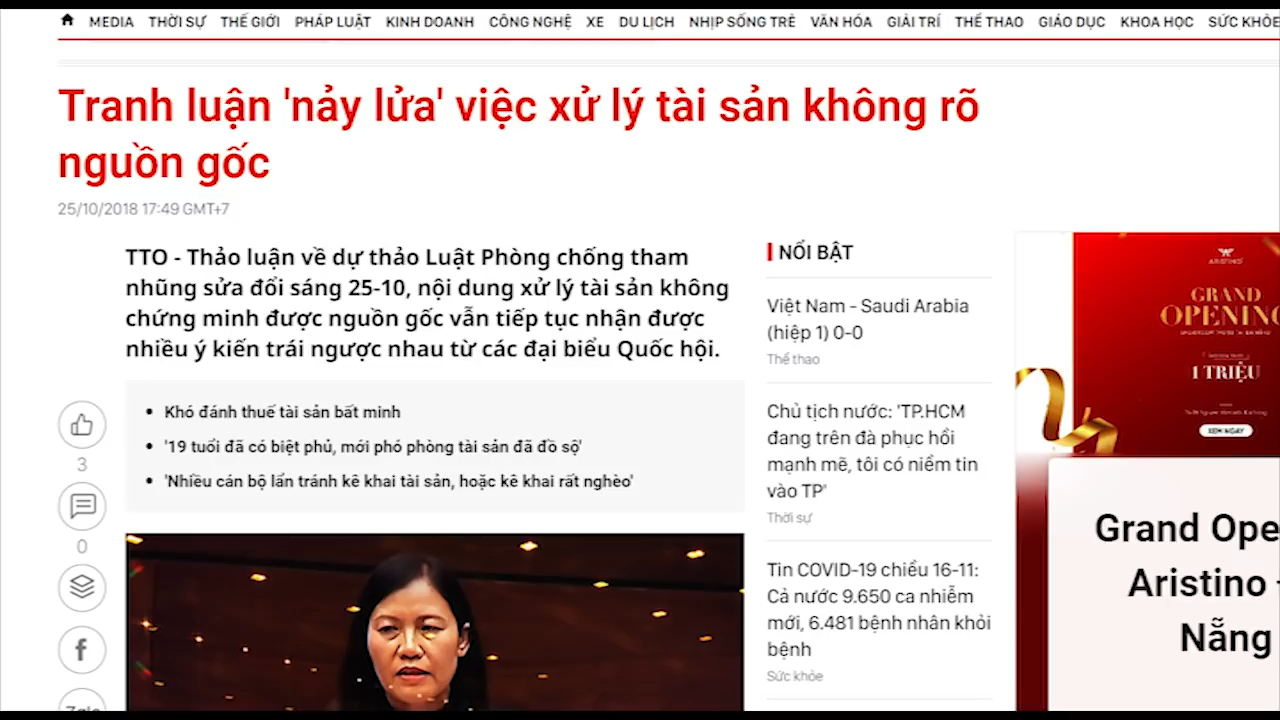 MEDIA THỜI SỰ THẾ GIỚI PHÁP LUẬT KINH DOANH CÔNG NGHỆ XE DU LỊCH NHỊP SỐNG TRẺ VĂN HÓA GIẢI TRÍ THỂ THAO GIÁO DỤC KHOA HỌC SỨC KHỎE
Tranh luận 'nảy lửa' việc xử lý tài sản không rõ
nguồn gốc
25/10/2018 17:49 GMT+7
TTO - Thảo luận về dự thảo Luật Phòng chống tham
nhũng sửa đổi sáng 25-10, nội dung xử lý tài sản không
chứng minh được nguồn gốc vẫn tiếp tục nhận được
nhiều ý kiến trái ngược nhau từ các đại biểu Quốc hội.
• Khó đánh thuế tài sản bất minh
• '19 tuổi đã có biệt phủ, mới phó phòng tài sản đã đồ sộ'
• 'Nhiều cán bộ lẩn tránh kê khai tài sản, hoặc kê khai rất nghèo'
3
0
Zalo
NỔI BẬT
Việt Nam - Saudi Arabia
(hiệp 1) 0-0
Thể thao
Chủ tịch nước: 'TP.HCM
đang trên đà phục hồi
mạnh mẽ, tôi có niềm tin
vào TP'
Thời sự
Tin COVID-19 chiều 16-11:
Cả nước 9.650 ca nhiễm
mới, 6.481 bệnh nhân khỏi
bệnh
Sức khỏe
ARISTINO
GRAND
OPENING
1 TRIỆU
XEM NGAY
Grand Ope
Aristino
Nẵng